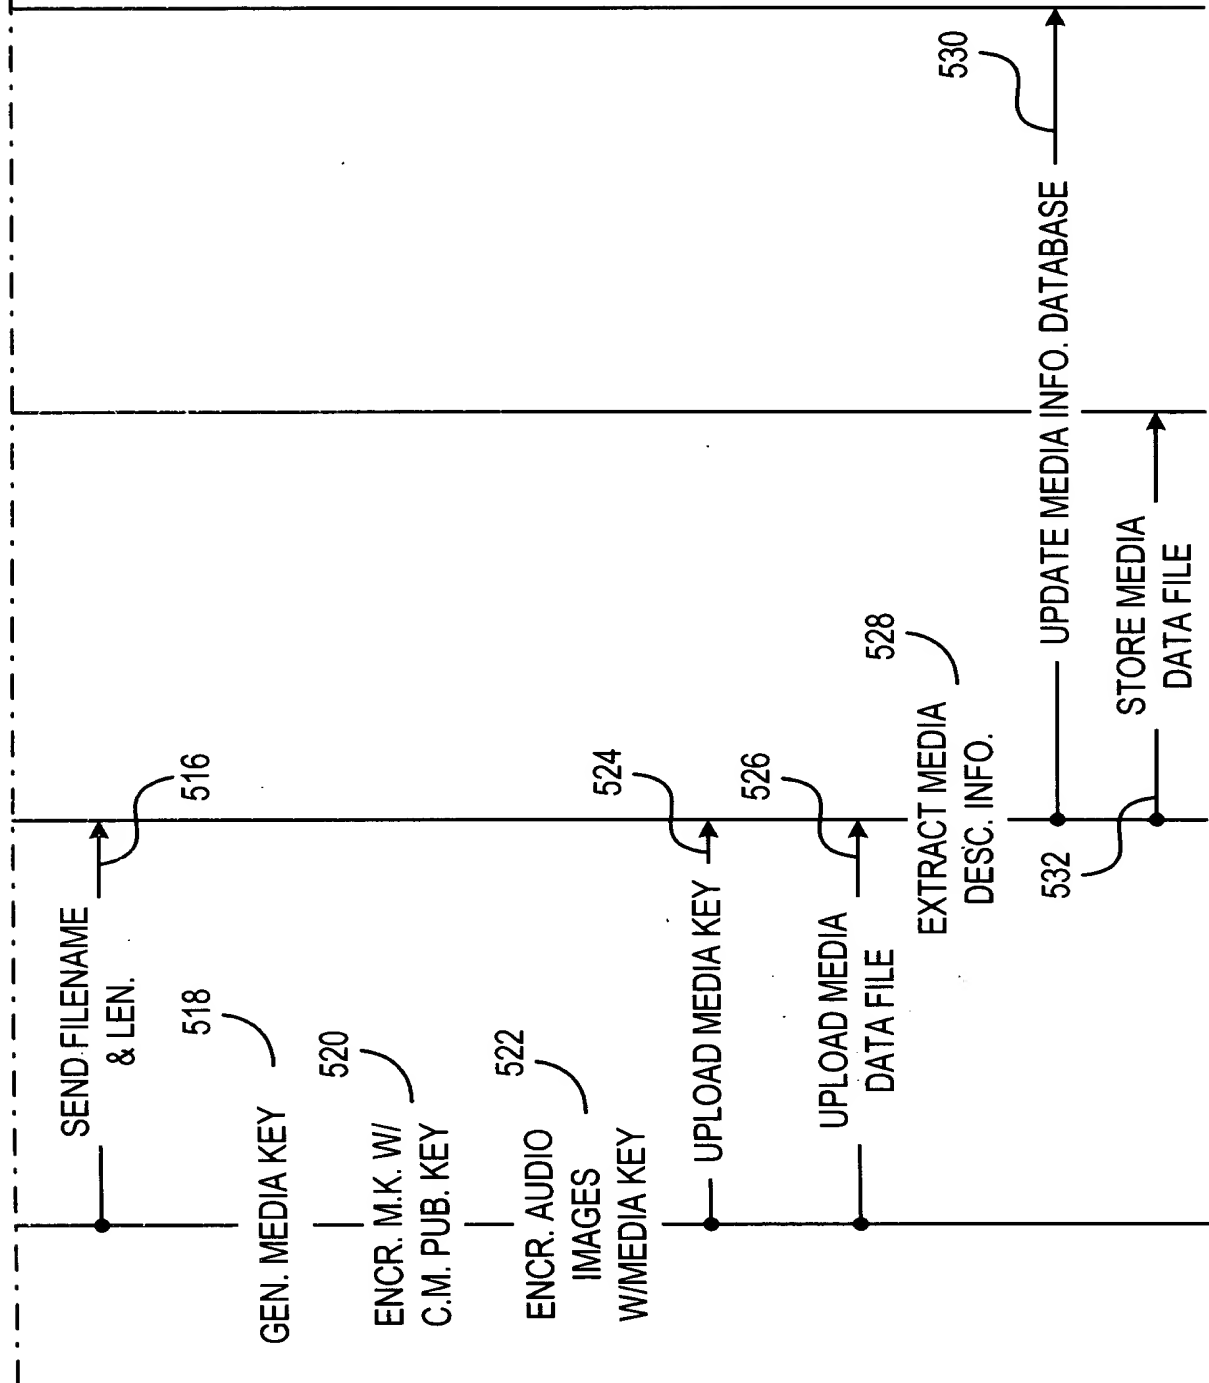 SEND FILENAME
& LEN.
516
GEN. MEDIA KEY
518
ENCR. M.K. W/
C.M. PUB. KEY
520
ENCR. AUDIO
IMAGES
W/MEDIA KEY
522
UPLOAD MEDIA KEY
524
UPLOAD MEDIA
DATA FILE
526
EXTRACT MEDIA
DESC. INFO.
528
UPDATE MEDIA INFO. DATABASE
530
STORE MEDIA
DATA FILE
532